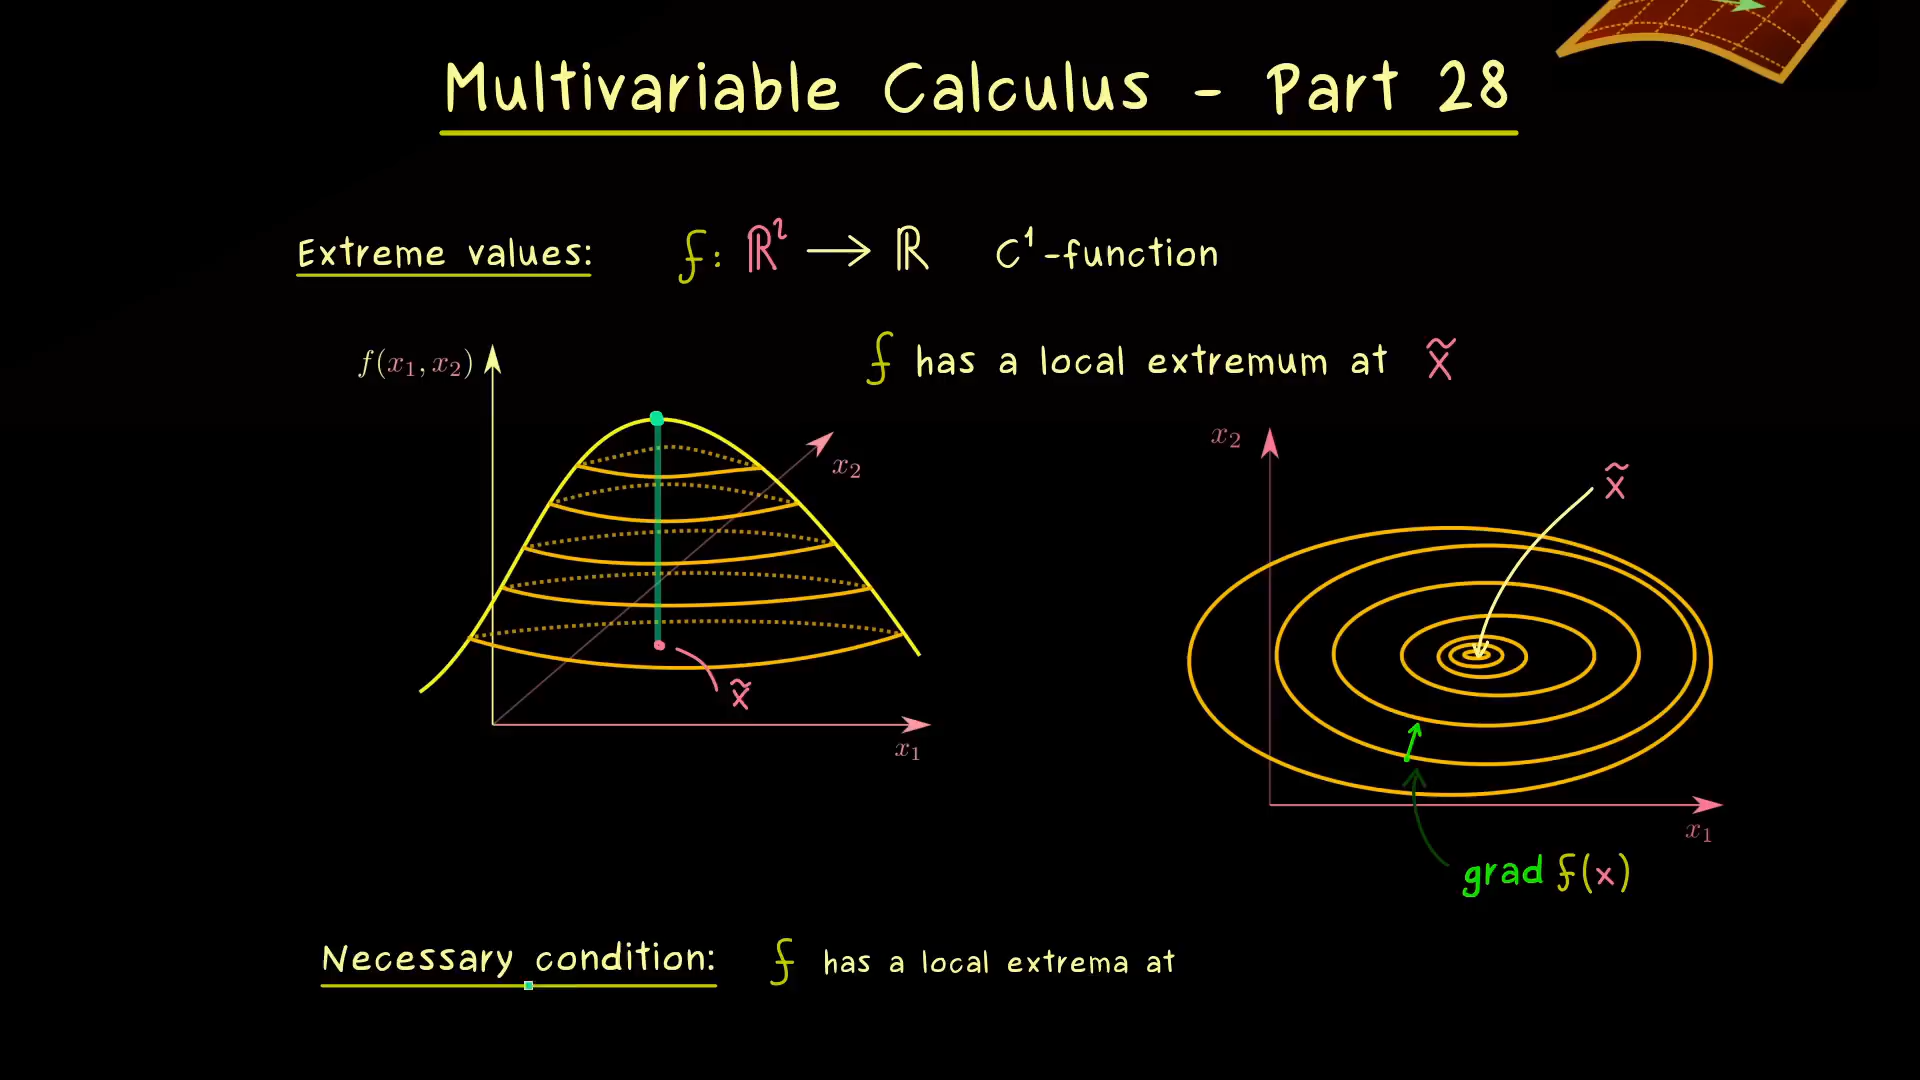 Multivariable Calculus - Part 28
Extreme values: f: ℝ² → ℝ C¹-function
f has a local extremum at x̃
f(x₁, x₂)
x₂
x̃
x₁
x₂
x̃
x₁
grad f(x)
Necessary condition: f has a local extrema at